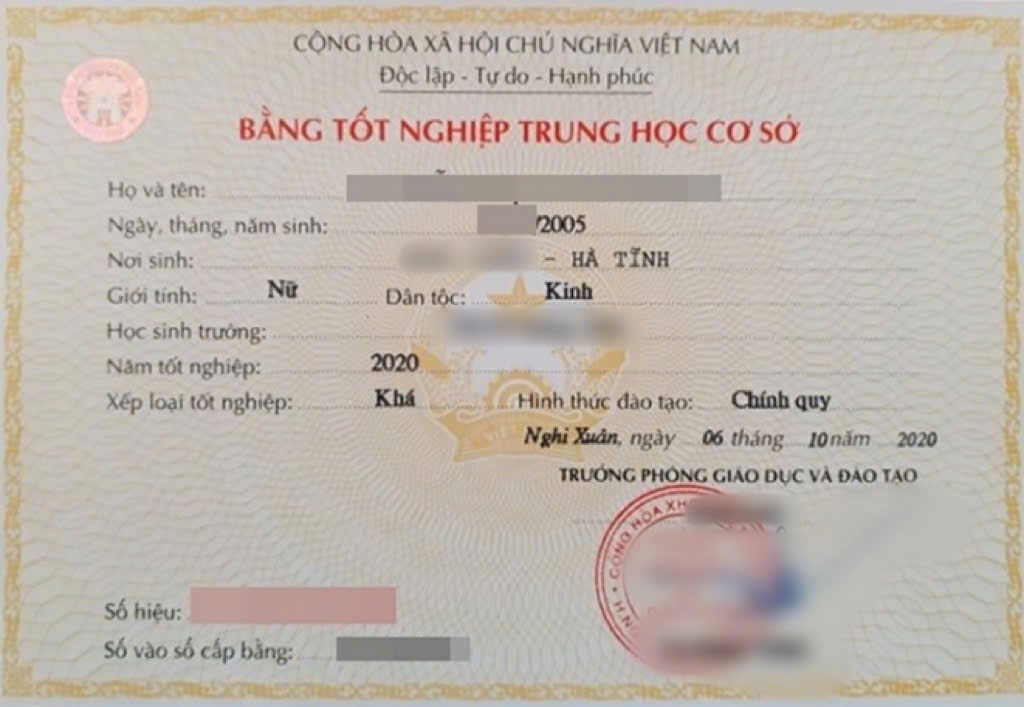 CỘNG HÒA XÃ HỘI CHỦ NGHĨA VIỆT NAM
Độc lập - Tự do - Hạnh phúc
BẰNG TỐT NGHIỆP TRUNG HỌC CƠ SỞ
Họ và tên:
Ngày, tháng, năm sinh: /2005
Nơi sinh: - HÀ TĨNH
Giới tính: Nữ Dân tộc: Kinh
Học sinh trường:
Năm tốt nghiệp: 2020
Xếp loại tốt nghiệp: Khá Hình thức đào tạo: Chính quy
Nghi Xuân, ngày 06 tháng 10 năm 2020
TRƯỞNG PHÒNG GIÁO DỤC VÀ ĐÀO TẠO
CỘNG HÒA XH
Số hiệu:
Số vào sổ cấp bằng: